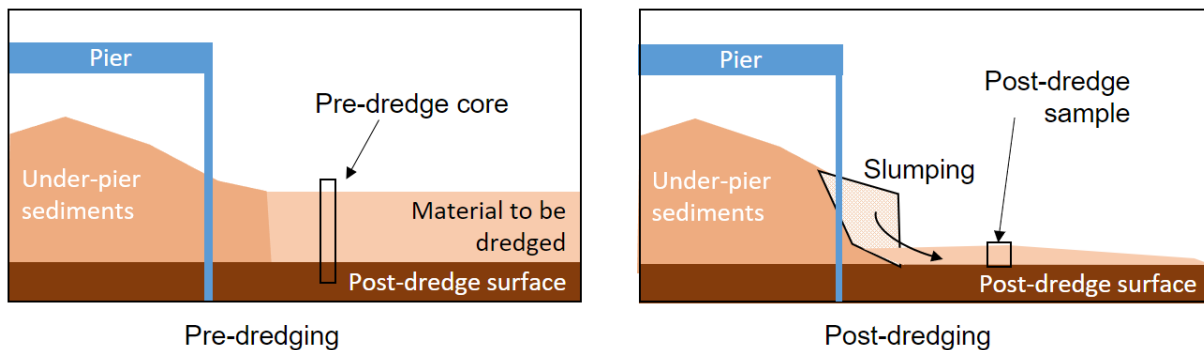 Pier
Pre-dredge core
Under-pier
sediments
Material to be
dredged
Post-dredge surface
Pre-dredging
Pier
Post-dredge
sample
Slumping
Under-pier
sediments
Post-dredge surface
Post-dredging